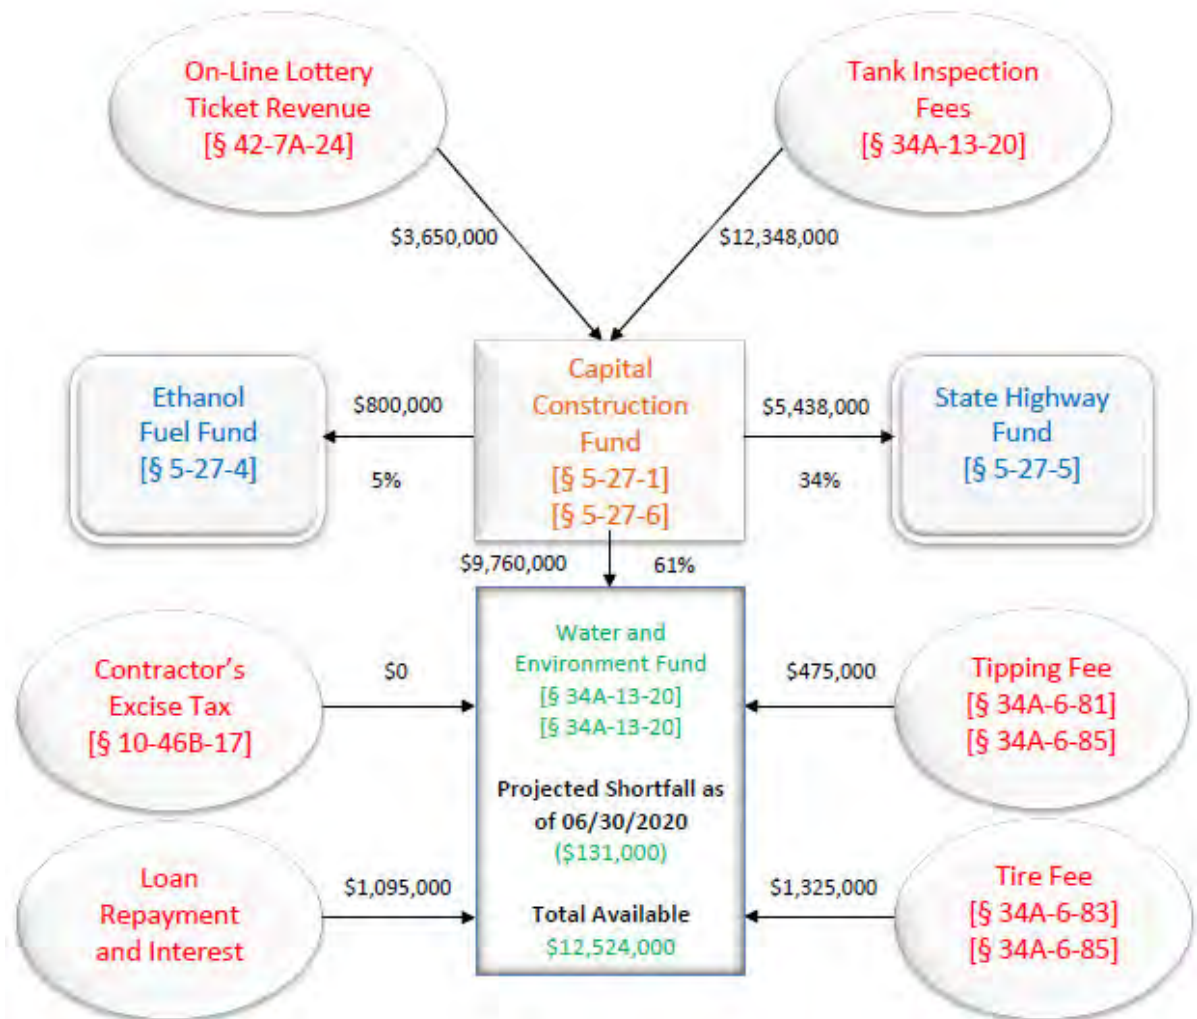 On-Line Lottery
Ticket Revenue
[§ 42-7A-24]
Tank Inspection
Fees
[§ 34A-13-20]
$3,650,000
$12,348,000
Ethanol
Fuel Fund
[§ 5-27-4]
$800,000
5%
Capital
Construction
Fund
[§ 5-27-1]
[§ 5-27-6]
$5,438,000
34%
State Highway
Fund
[§ 5-27-5]
$9,760,000
61%
Contractor's
Excise Tax
[§ 10-46B-17]
$0
Water and
Environment Fund
[§ 34A-13-20]
[§ 34A-13-20]
Projected Shortfall as
of 06/30/2020
($131,000)
Total Available
$12,524,000
$475,000
Tipping Fee
[§ 34A-6-81]
[§ 34A-6-85]
Loan
Repayment
and Interest
$1,095,000
$1,325,000
Tire Fee
[§ 34A-6-83]
[§ 34A-6-85]